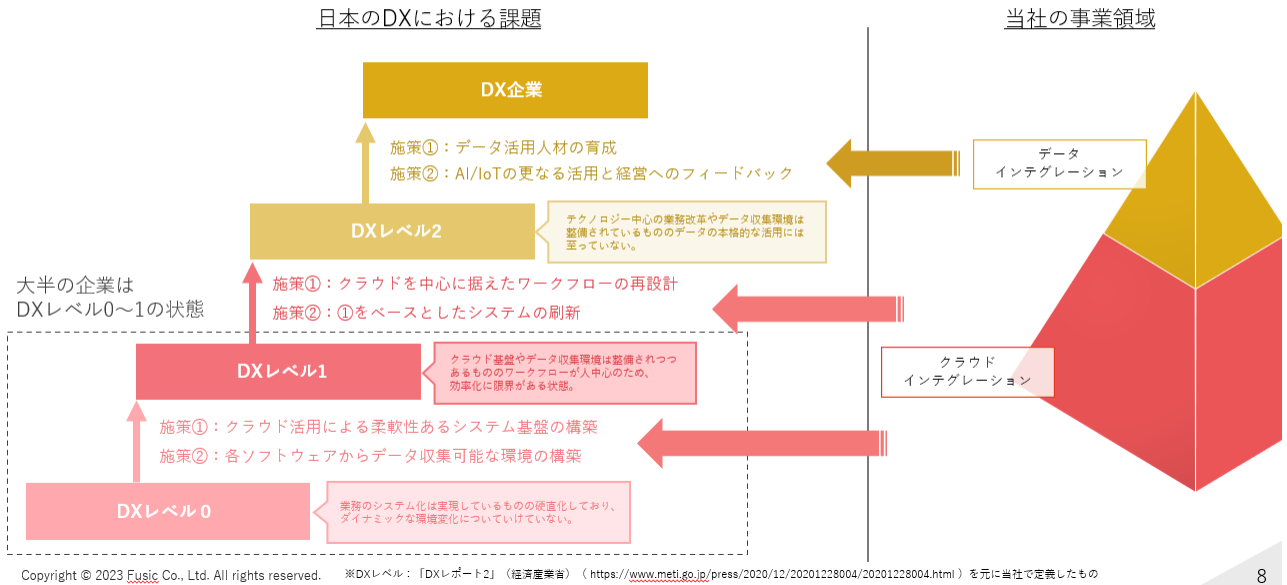 日本のDXにおける課題
当社の事業領域
DX企業
施策①：データ活用人材の育成
施策②：AI/IoTの更なる活用と経営へのフィードバック
データ
インテグレーション
DXレベル2
テクノロジー中心の業務改革やデータ収集環境は
整備されているもののデータの本格的な活用には
至っていない。
大半の企業は
DXレベル0～1の状態
施策①：クラウドを中心に据えたワークフローの再設計
施策②：①をベースとしたシステムの刷新
DXレベル1
クラウド基盤やデータ収集環境は整備されつつ
あるもののワークフローが人中心のため、
効率化に限界がある状態。
クラウド
インテグレーション
施策①：クラウド活用による柔軟性あるシステム基盤の構築
施策②：各ソフトウェアからデータ収集可能な環境の構築
DXレベル０
業務のシステム化は実現しているものの硬直化しており、
ダイナミックな環境変化についていけていない。
Copyright © 2023 Fusic Co., Ltd. All rights reserved.
※DXレベル：「DXレポート2」（経済産業省）（ https://www.meti.go.jp/press/2020/12/20201228004/20201228004.html ）を元に当社で定義したもの
8